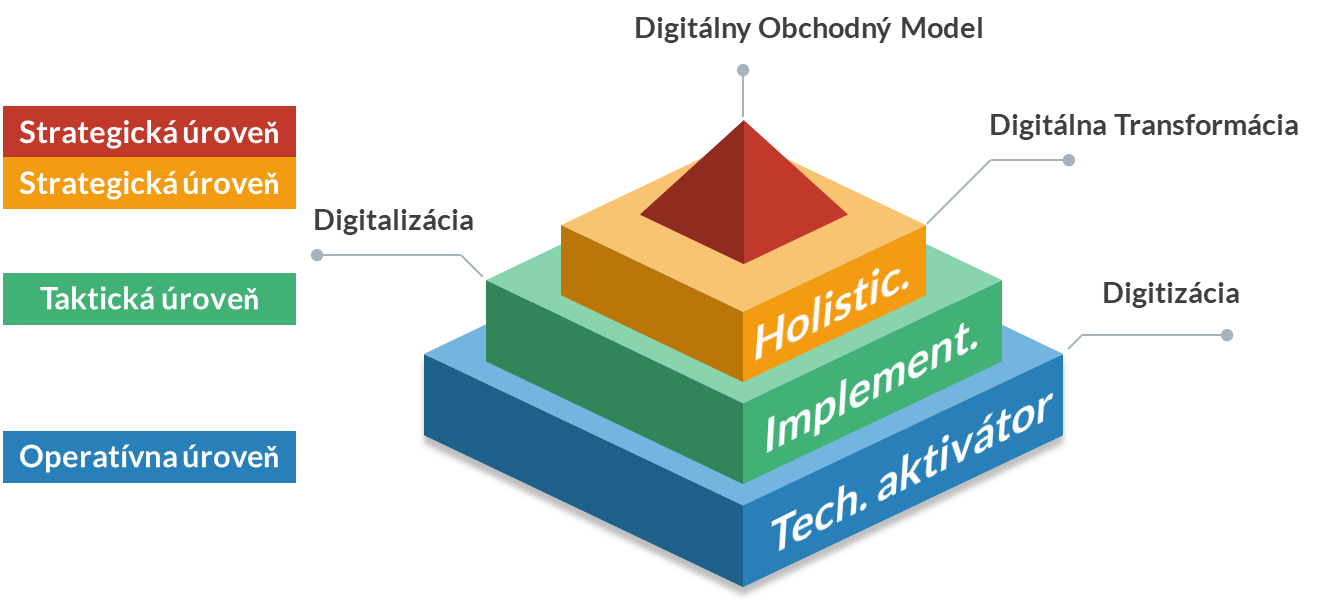 Digitálny Obchodný Model
Strategická úroveň
Digitálna Transformácia
Strategická úroveň
Digitalizácia
Holistic.
Taktická úroveň
Digitizácia
Implement.
Operatívna úroveň
Tech. aktivátor